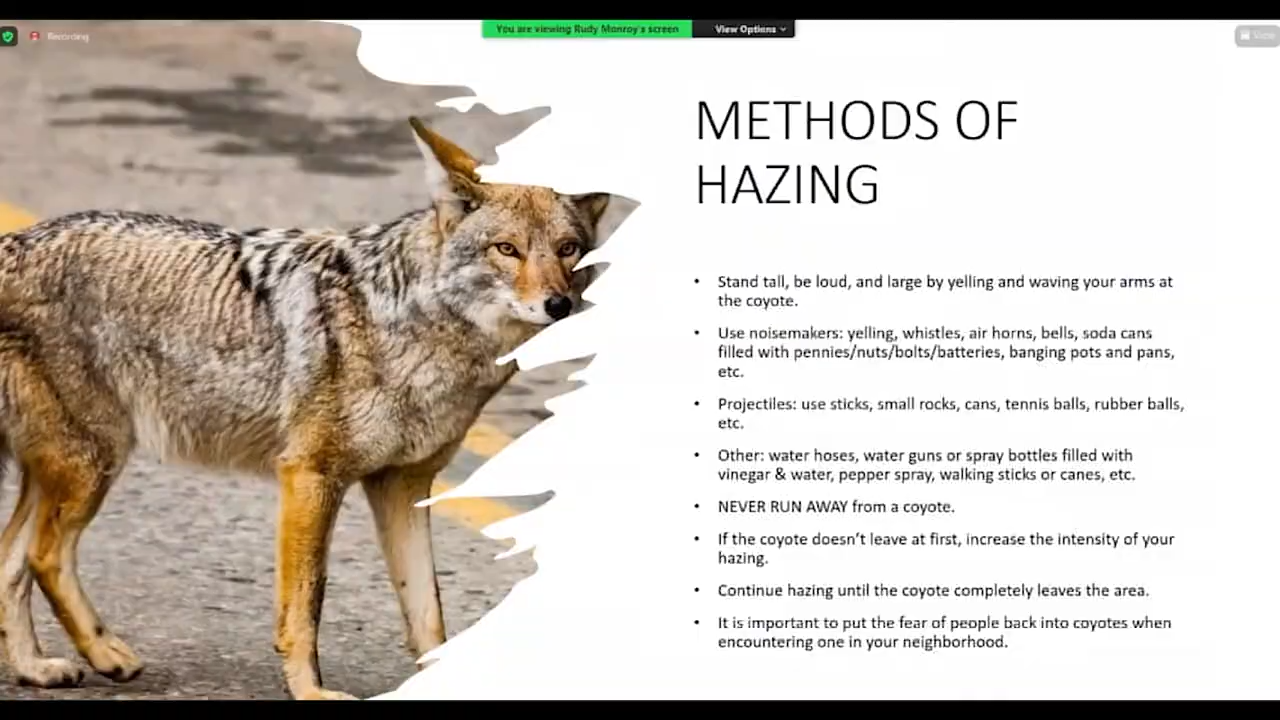 Recording
You are viewing Rudy Monroy's screen
View Options
View
METHODS OF
HAZING
• Stand tall, be loud, and large by yelling and waving your arms at
the coyote.
• Use noisemakers: yelling, whistles, air horns, bells, soda cans
filled with pennies/nuts/bolts/batteries, banging pots and pans,
etc.
• Projectiles: use sticks, small rocks, cans, tennis balls, rubber balls,
etc.
• Other: water hoses, water guns or spray bottles filled with
vinegar & water, pepper spray, walking sticks or canes, etc.
• NEVER RUN AWAY from a coyote.
• If the coyote doesn't leave at first, increase the intensity of your
hazing.
• Continue hazing until the coyote completely leaves the area.
• It is important to put the fear of people back into coyotes when
encountering one in your neighborhood.